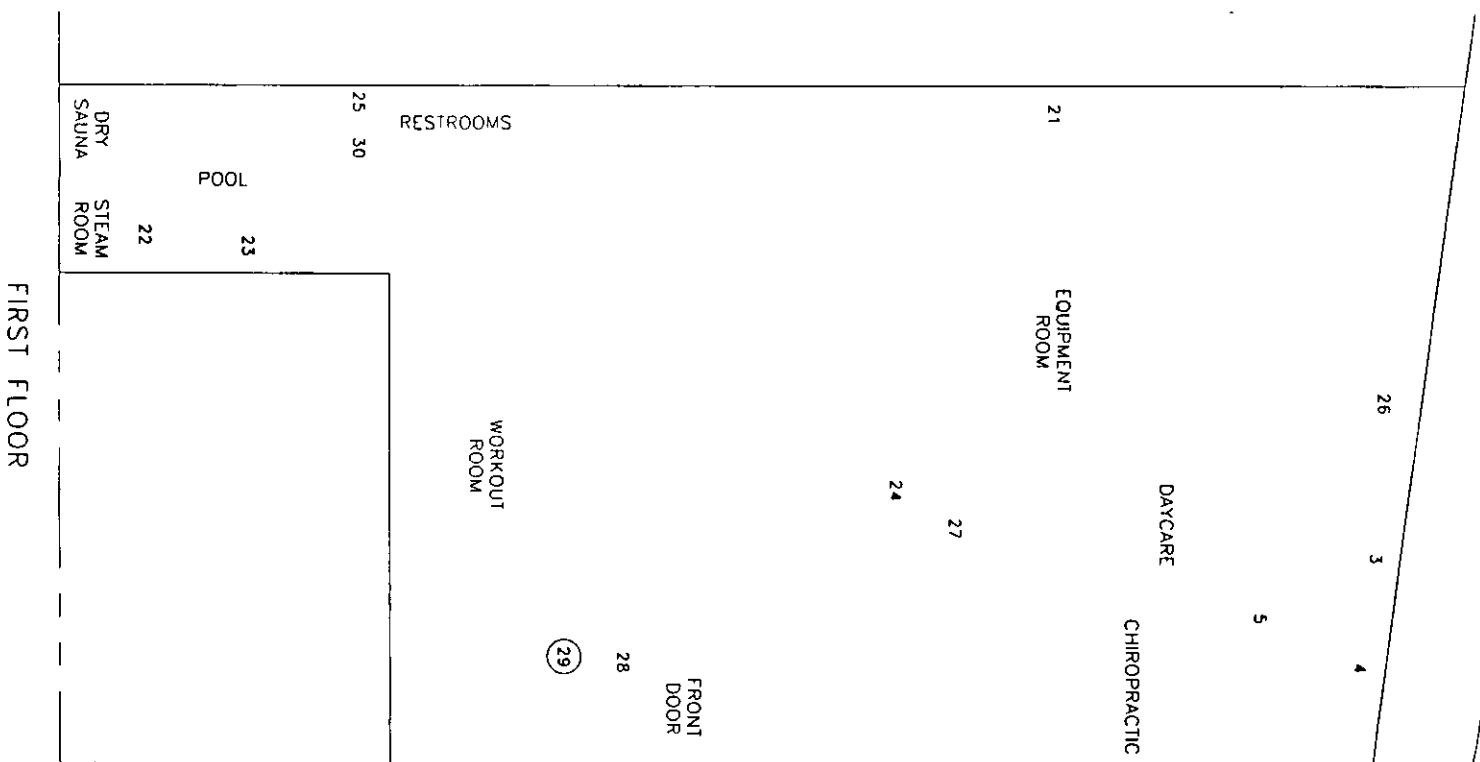 25
30
RESTROOMS
21
DRY
SAUNA
POOL
STEAM
ROOM
22
23
EQUIPMENT
ROOM
26
FIRST FLOOR
WORKOUT
ROOM
24
27
DAYCARE
3
5
4
CHIROPRACTIC
29
28
FRONT
DOOR